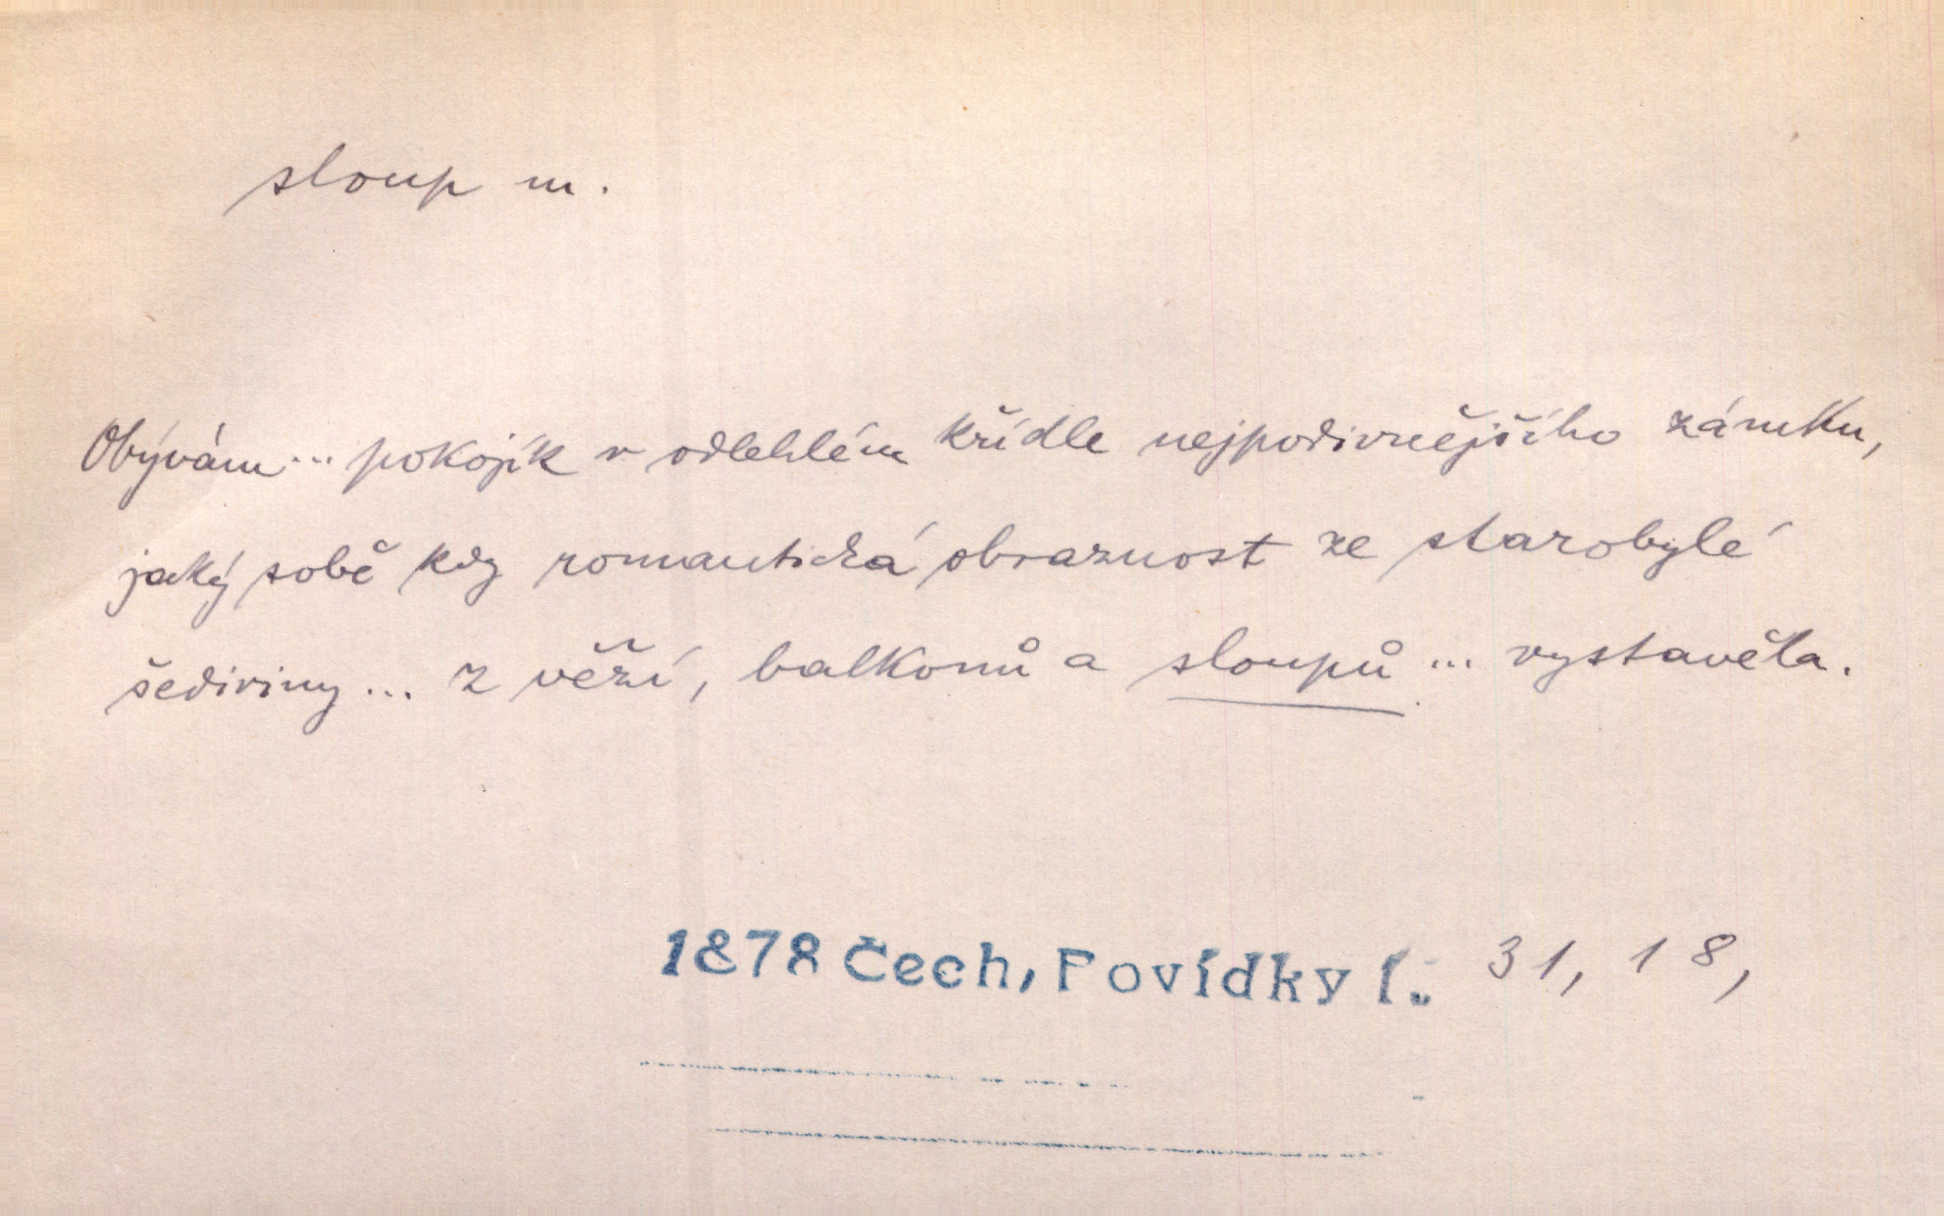 sloup m.
Obývám ... pokojík v odlehlém křídle nejpodivnějšího zámku,
jaký sobě kdy romantická obraznost ze starobylé
šediviny ... z věží, balkonů a sloupů ... vystavěla.
1878 Čech, Povídky I. 31, 18,